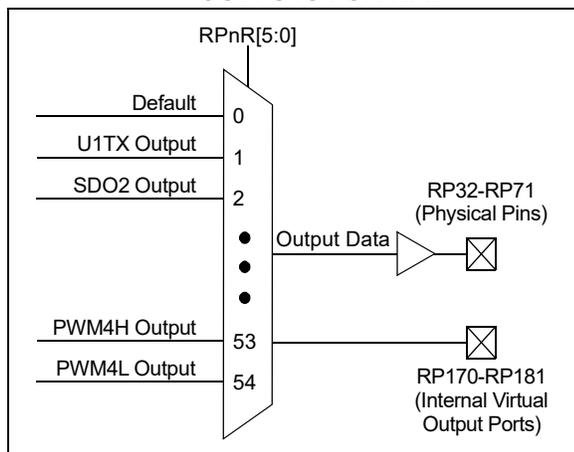 RPnR[5:0]
Default
0
U1TX Output
1
SDO2 Output
2
Output Data
RP32-RP71
(Physical Pins)
PWM4H Output
53
PWM4L Output
54
RP170-RP181
(Internal Virtual
Output Ports)